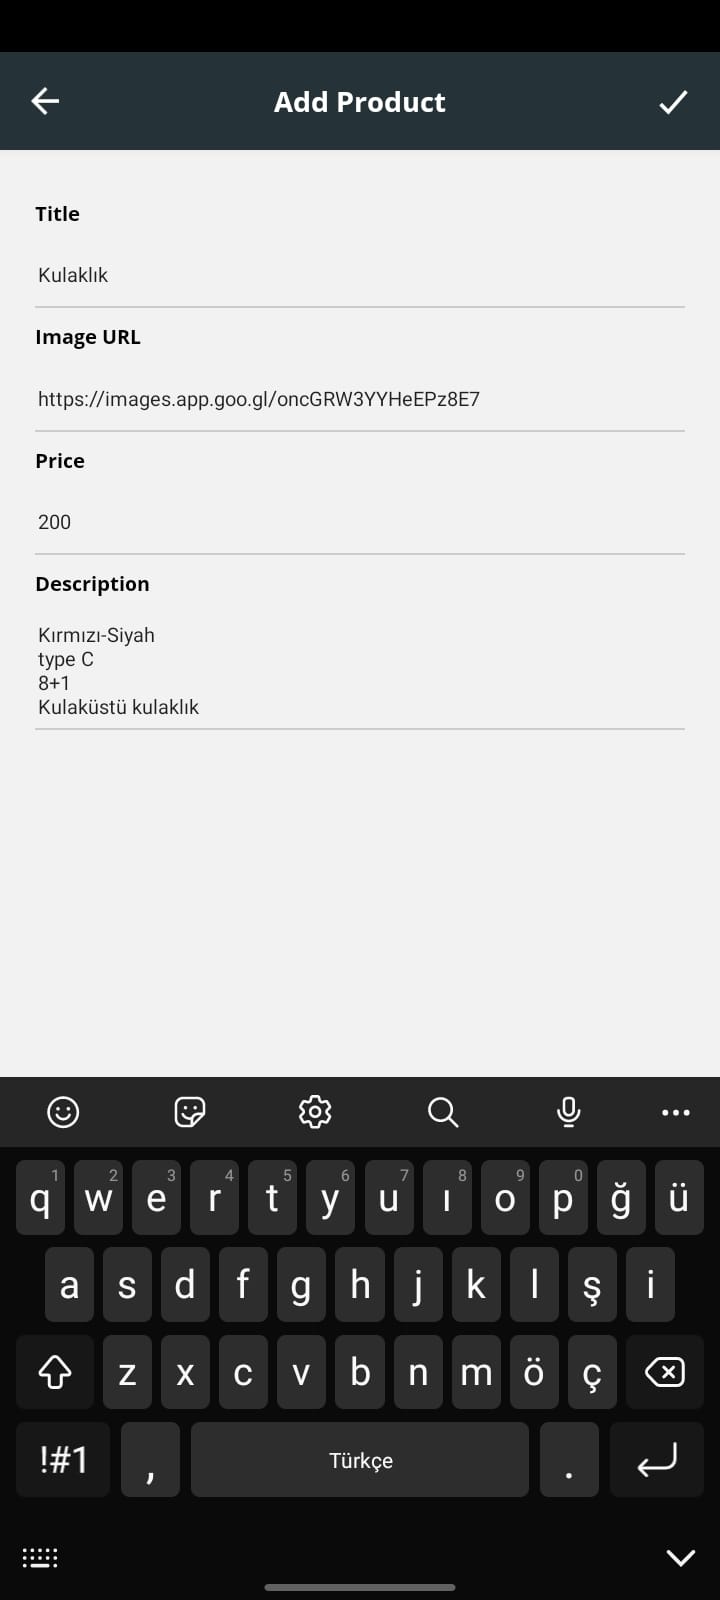 Add Product
Title
Kulaklık
Image URL
https://images.app.goo.gl/oncGRW3YYHeEPz8E7
Price
200
Description
Kırmızı-Siyah
type C
8+1
Kulaküstü kulaklık
1 2 3 4 5 6 7 8 9 0
q w e r t y u ı o p ğ ü
a s d f g h j k l ş i
z x c v b n m ö ç
!#1 , Türkçe .